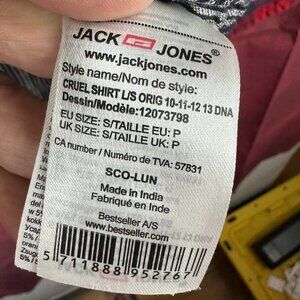 JACK JONES®
www.jackjones.com
Style name/Nom de style:
CRUEL SHIRT L/S ORIG 10-11-12 13 DNA
Dessin/Modèle:12073798
EU SIZE: S/TAILLE EU: P
UK SIZE: S/TAILLE UK: P
CA number / Numéro de TVA: 57831
SCO-LUN
Made in India
Fabriqué en Inde
Bestseller A/S
www.bestseller.com
5 711888 952767